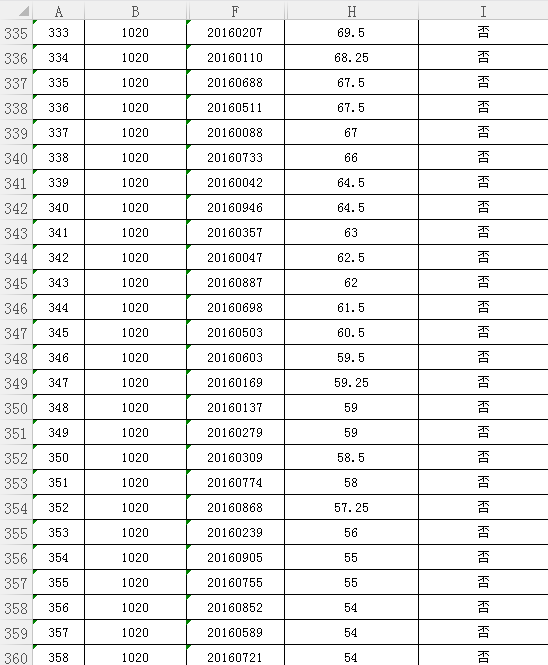 A B F H I
335 333 1020 20160207 69.5 否
336 334 1020 20160110 68.25 否
337 335 1020 20160688 67.5 否
338 336 1020 20160511 67.5 否
339 337 1020 20160088 67 否
340 338 1020 20160733 66 否
341 339 1020 20160042 64.5 否
342 340 1020 20160946 64.5 否
343 341 1020 20160357 63 否
344 342 1020 20160047 62.5 否
345 343 1020 20160887 62 否
346 344 1020 20160698 61.5 否
347 345 1020 20160503 60.5 否
348 346 1020 20160603 59.5 否
349 347 1020 20160169 59.25 否
350 348 1020 20160137 59 否
351 349 1020 20160279 59 否
352 350 1020 20160309 58.5 否
353 351 1020 20160774 58 否
354 352 1020 20160868 57.25 否
355 353 1020 20160239 56 否
356 354 1020 20160905 55 否
357 355 1020 20160755 55 否
358 356 1020 20160852 54 否
359 357 1020 20160589 54 否
360 358 1020 20160721 54 否